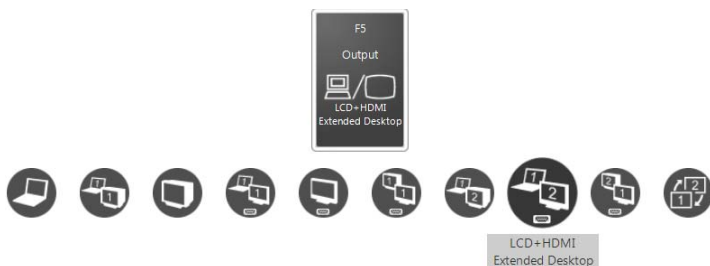 F5
Output
LCD+HDMI
Extended Desktop
1 1
1 1
1 1
1 2
1 2
2 1
1 2
LCD+HDMI
Extended Desktop